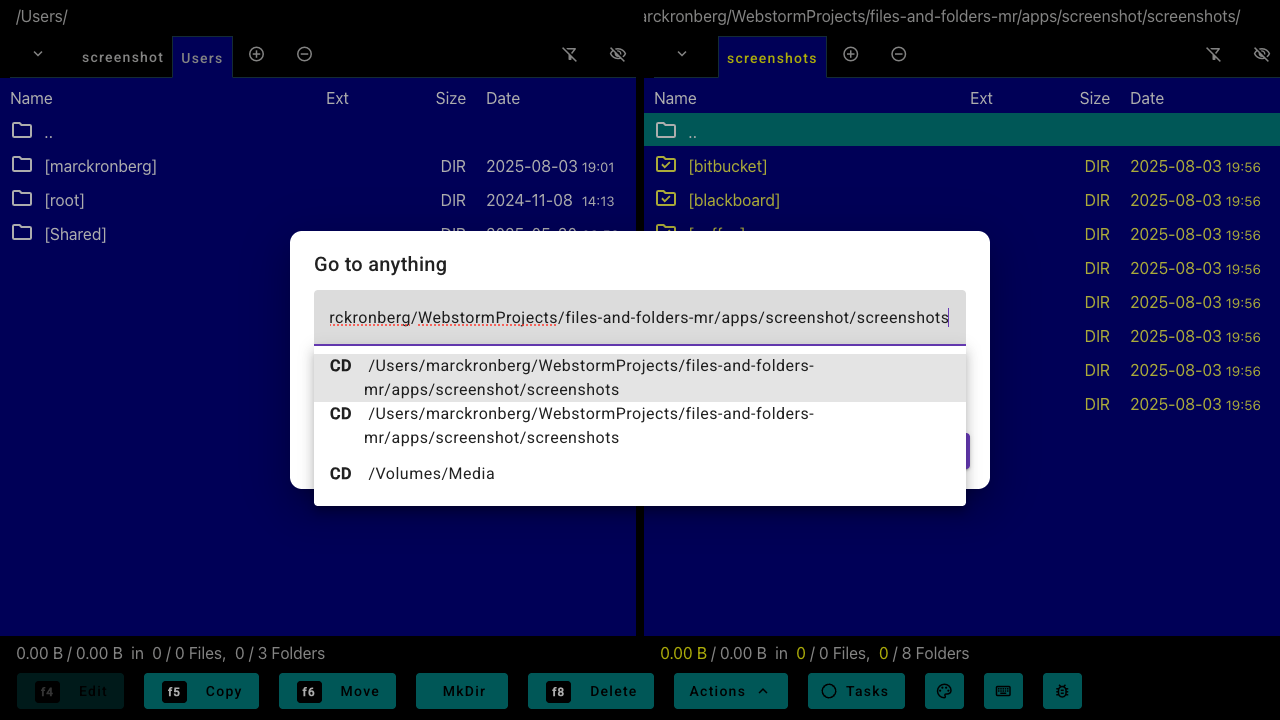 /Users/
rckronberg/WebstormProjects/files-and-folders-mr/apps/screenshot/screenshots/
screenshot Users
screenshots
Name Ext Size Date
Name Ext Size Date
..
[marckronberg] DIR 2025-08-03 19:01
[root] DIR 2024-11-08 14:13
[Shared] DIR
..
[bitbucket] DIR 2025-08-03 19:56
[blackboard] DIR 2025-08-03 19:56
DIR 2025-08-03 19:56
DIR 2025-08-03 19:56
DIR 2025-08-03 19:56
DIR 2025-08-03 19:56
DIR 2025-08-03 19:56
DIR 2025-08-03 19:56
Go to anything
rckronberg/WebstormProjects/files-and-folders-mr/apps/screenshot/screenshots
CD /Users/marckronberg/WebstormProjects/files-and-folders-
mr/apps/screenshot/screenshots
CD /Users/marckronberg/WebstormProjects/files-and-folders-
mr/apps/screenshot/screenshots
CD /Volumes/Media
0.00 B / 0.00 B in 0 / 0 Files, 0 / 3 Folders
0.00 B / 0.00 B in 0 / 0 Files, 0 / 8 Folders
f4 Edit f5 Copy f6 Move MkDir f8 Delete Actions Tasks